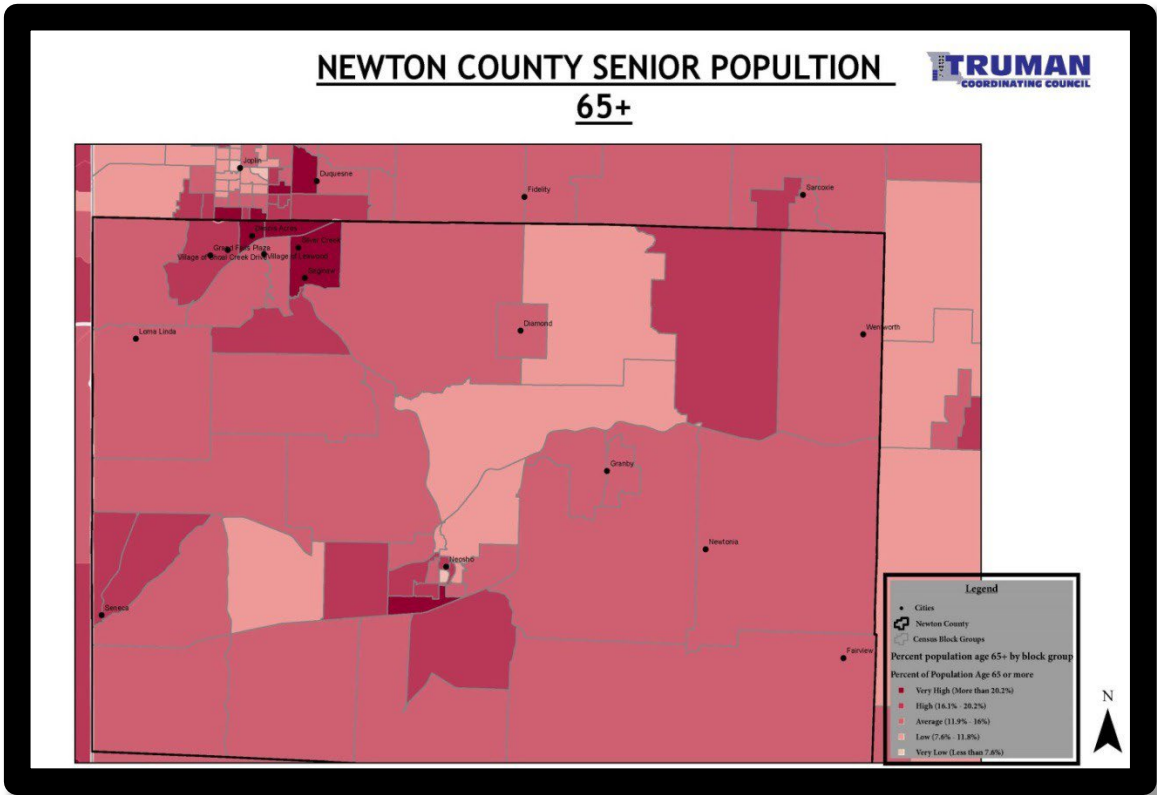 NEWTON COUNTY SENIOR POPULTION
65+
TRUMAN
COORDINATING COUNCIL
Joplin
Duquesne
Fidelity
Sarcoxie
Silver Creek
Grand Falls Plaza
Village of Shoal Creek Drive
Village of Leawood
Saginaw
Loma Linda
Diamond
Wentworth
Granby
Newtonia
Neosho
Seneca
Fairview
Legend
Cities
Newton County
Census Block Groups
Percent population age 65+ by block group
Percent of Population Age 65 or more
Very High (More than 20.2%)
High (16.1% - 20.2%)
Average (11.9% - 16%)
Low (7.6% - 11.8%)
Very Low (Less than 7.6%)
N